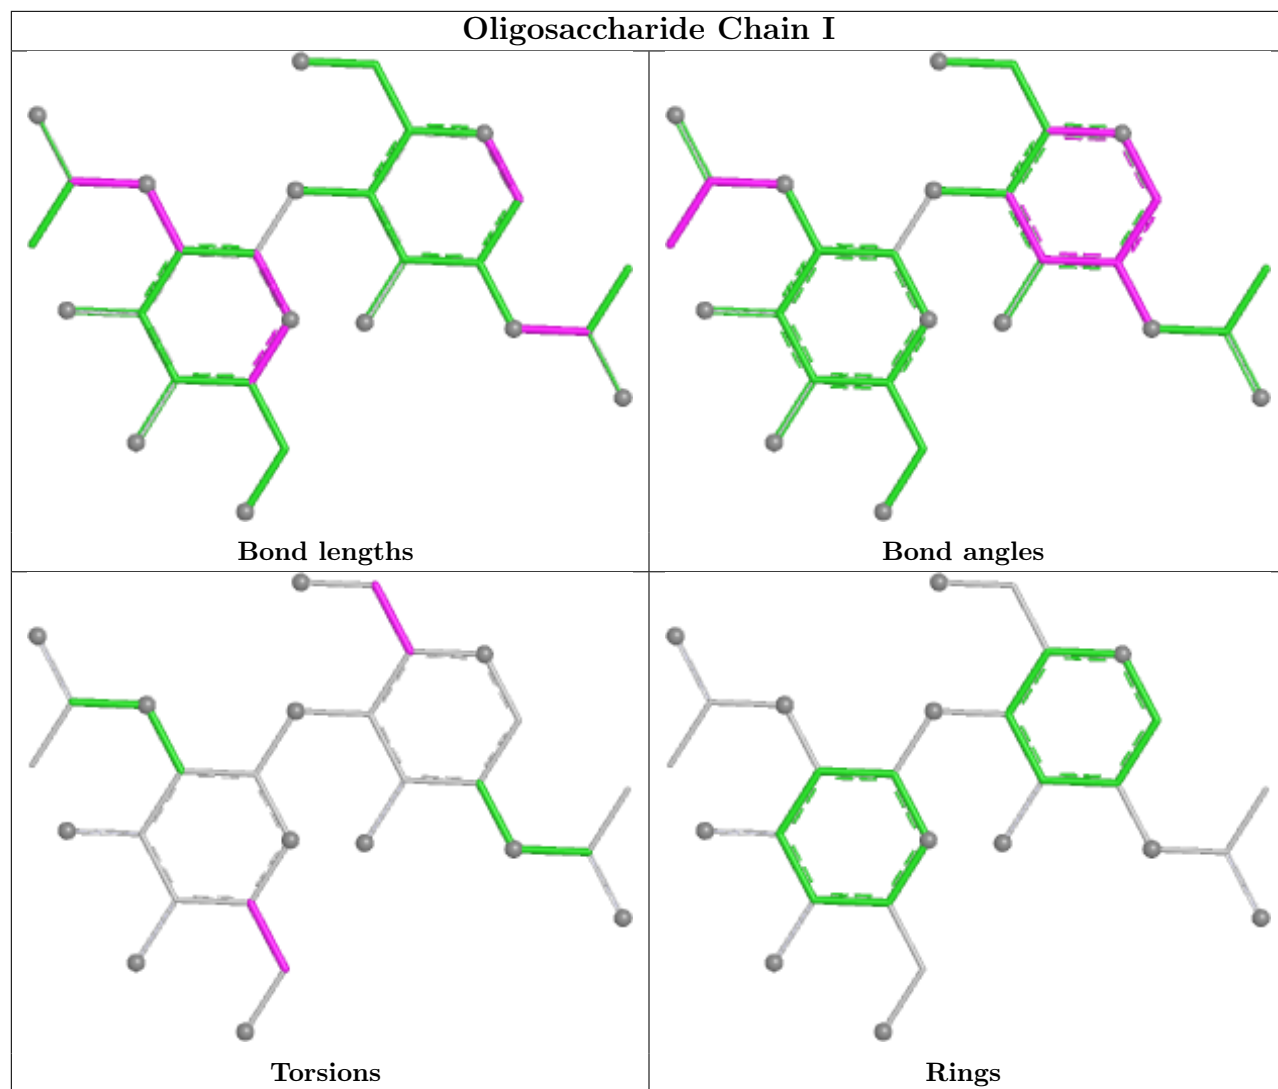 Oligosaccharide Chain I
Bond lengths
Bond angles
Torsions
Rings